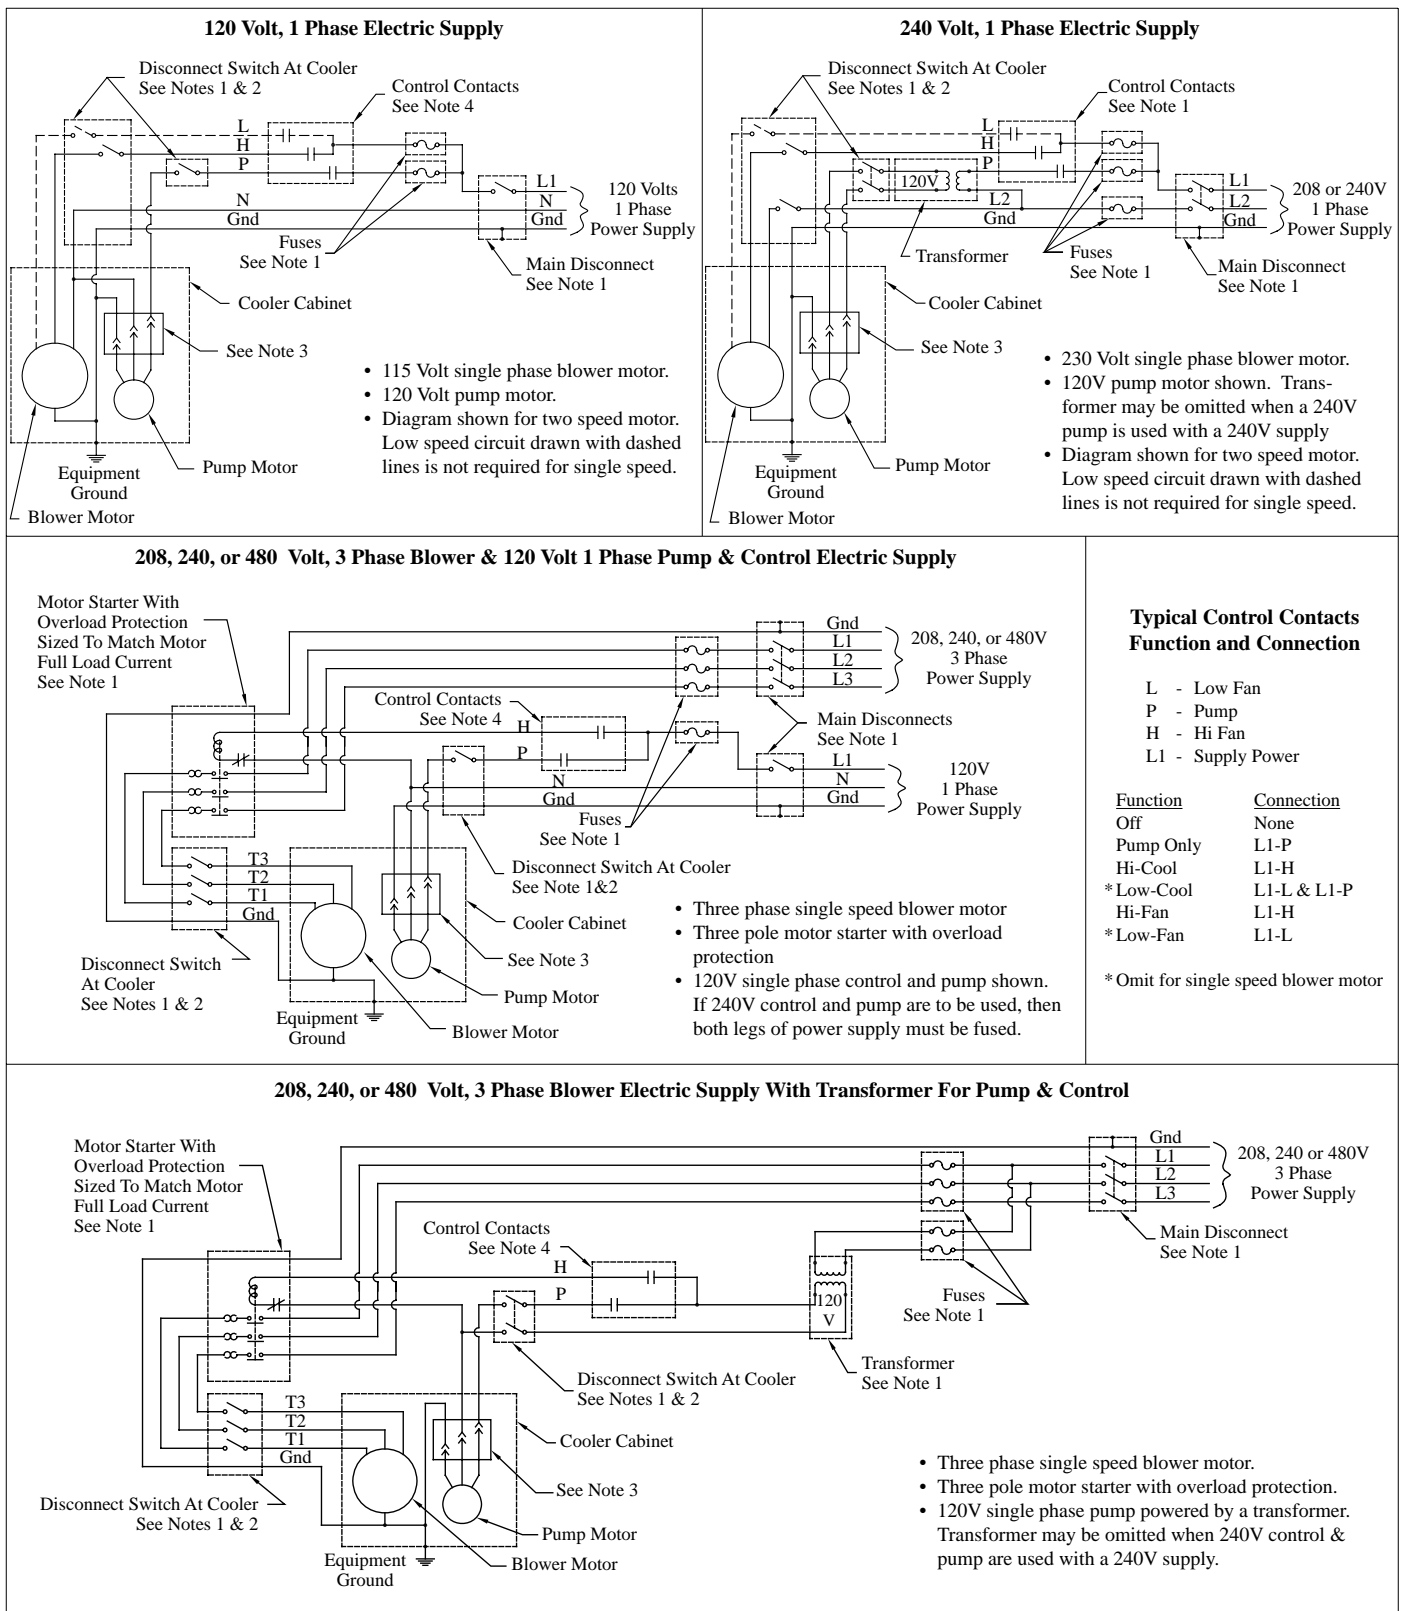 120 Volt, 1 Phase Electric Supply
Disconnect Switch At Cooler
See Notes 1 & 2
Control Contacts
See Note 4
L
H
P
N
Gnd
L1
N
Gnd
120 Volts
1 Phase
Power Supply
Fuses
See Note 1
Main Disconnect
See Note 1
Cooler Cabinet
See Note 3
• 115 Volt single phase blower motor.
• 120 Volt pump motor.
• Diagram shown for two speed motor.
Low speed circuit drawn with dashed
lines is not required for single speed.
Pump Motor
Equipment
Ground
Blower Motor
240 Volt, 1 Phase Electric Supply
Disconnect Switch At Cooler
See Notes 1 & 2
Control Contacts
See Note 1
L
H
P
120V
L2
Gnd
L1
L2
Gnd
208 or 240V
1 Phase
Power Supply
Transformer
Fuses
See Note 1
Main Disconnect
See Note 1
Cooler Cabinet
See Note 3
• 230 Volt single phase blower motor.
• 120V pump motor shown. Trans-
former may be omitted when a 240V
pump is used with a 240V supply
• Diagram shown for two speed motor.
Low speed circuit drawn with dashed
lines is not required for single speed.
Pump Motor
Equipment
Ground
Blower Motor
208, 240, or 480 Volt, 3 Phase Blower & 120 Volt 1 Phase Pump & Control Electric Supply
Motor Starter With
Overload Protection
Sized To Match Motor
Full Load Current
See Note 1
Gnd
L1
L2
L3
208, 240, or 480V
3 Phase
Power Supply
Control Contacts
See Note 4
H
P
N
Gnd
Main Disconnects
See Note 1
L1
N
Gnd
120V
1 Phase
Power Supply
Fuses
See Note 1
Disconnect Switch At Cooler
See Note 1&2
T3
T2
T1
Gnd
Cooler Cabinet
See Note 3
Pump Motor
Blower Motor
Disconnect Switch
At Cooler
See Notes 1 & 2
Equipment
Ground
• Three phase single speed blower motor
• Three pole motor starter with overload
protection
• 120V single phase control and pump shown.
If 240V control and pump are to be used, then
both legs of power supply must be fused.
Typical Control Contacts
Function and Connection
L - Low Fan
P - Pump
H - Hi Fan
L1 - Supply Power
Function Connection
Off None
Pump Only L1-P
Hi-Cool L1-H
* Low-Cool L1-L & L1-P
Hi-Fan L1-H
* Low-Fan L1-L
* Omit for single speed blower motor
208, 240, or 480 Volt, 3 Phase Blower Electric Supply With Transformer For Pump & Control
Motor Starter With
Overload Protection
Sized To Match Motor
Full Load Current
See Note 1
Gnd
L1
L2
L3
208, 240 or 480V
3 Phase
Power Supply
Control Contacts
See Note 4
H
P
120
V
Main Disconnect
See Note 1
Fuses
See Note 1
Transformer
See Note 1
Disconnect Switch At Cooler
See Notes 1 & 2
T3
T2
T1
Gnd
Cooler Cabinet
See Note 3
Pump Motor
Blower Motor
Disconnect Switch At Cooler
See Notes 1 & 2
Equipment
Ground
• Three phase single speed blower motor.
• Three pole motor starter with overload protection.
• 120V single phase pump powered by a transformer.
Transformer may be omitted when 240V control &
pump are used with a 240V supply.